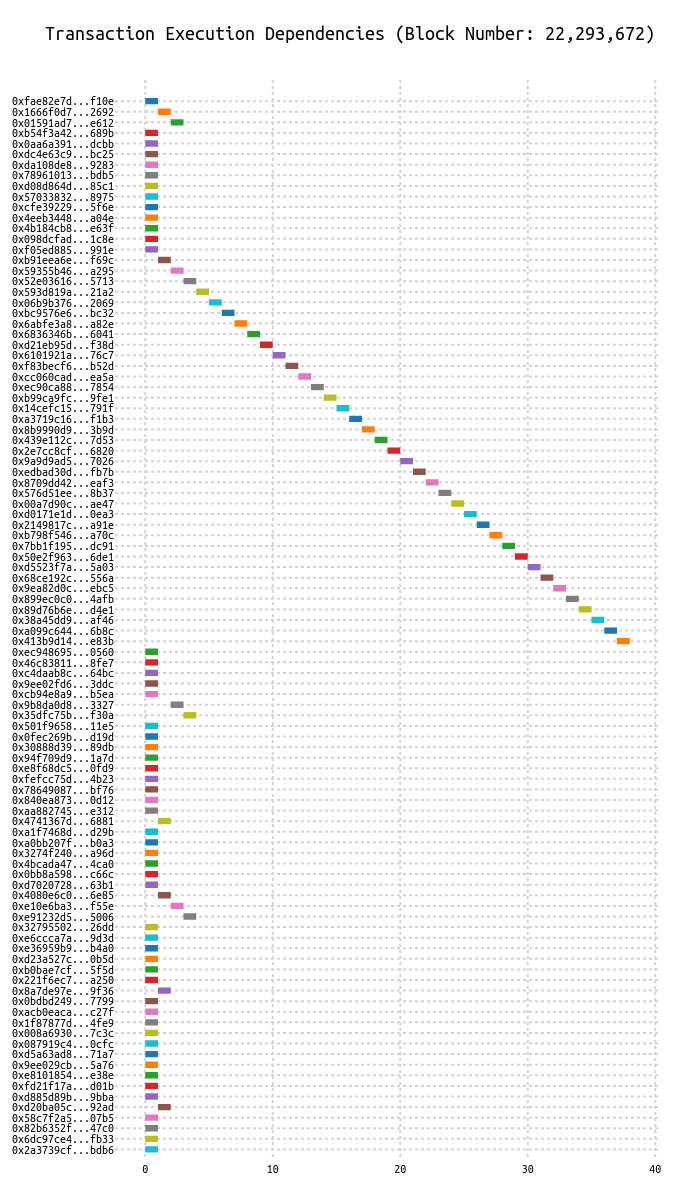 Transaction Execution Dependencies (Block Number: 22,293,672)
0xfae82e7d...f10e
0x1666f0d7...2692
0x01591ad7...e612
0xb54f3a42...689b
0x0aa6a391...dcbb
0xdc4e63c9...bc25
0xda108de8...9283
0x78961013...bdb5
0xd08d864d...85c1
0x57033832...8975
0xcfe39229...5f6e
0x4eeb3448...a04e
0x4b184cb8...e63f
0x098dcfad...1c8e
0xf05ed885...991e
0xb91eea6e...f69c
0x59355b46...a295
0x52e03616...5713
0x593d819a...21a2
0x06b9b376...2069
0xbc9576e6...bc32
0x6abfe3a8...a82e
0x6836346b...6041
0xd21eb95d...f38d
0x6101921a...76c7
0xf83becf6...b52d
0xcc060cad...ea5a
0xec90ca88...7854
0xb99ca9fc...9fe1
0x14cefc15...791f
0xa3719c16...f1b3
0x8b9990d9...3b9d
0x439e112c...7d53
0x2e7cc8cf...6820
0x9a9d9ad5...7026
0xedbad30d...fb7b
0x8709dd42...eaf3
0x576d51ee...8b37
0x00a7d90c...ae47
0xd0171e1d...0ea3
0x2149817c...a91e
0xb798f546...a70c
0x7bb1f195...dc91
0x50e2f963...6de1
0xd5523f7a...5a03
0x68ce192c...556a
0x9ea82d0c...ebc5
0x899ec0c0...4afb
0x89d76b6e...d4e1
0x38a45dd9...af46
0xa099c644...6b8c
0x413b9d14...e83b
0xec948695...0560
0x46c83811...8fe7
0xc4daab8c...64bc
0x9ee02fd6...3ddc
0xcb94e8a9...b5ea
0x9b8da0d8...3327
0x35dfc75b...f30a
0x501f9658...11e5
0x0fec269b...d19d
0x30888d39...89db
0x94f709d9...1a7d
0xe8f68dc5...0fd9
0xfefcc75d...4b23
0x78649087...bf76
0x840ea873...0d12
0xaa882745...e312
0x4741367d...6881
0xa1f7468d...d29b
0xa0bb207f...b0a3
0x3274f240...a96d
0x4bcada47...4ca0
0x0bb8a598...c66c
0xd7020728...63b1
0x4080e6c0...6e85
0xe10e6ba3...f55e
0xe91232d5...5006
0x32795502...26dd
0xe6ccca7a...9d3d
0xe36959b9...b4a0
0xd23a527c...0b5d
0xb0bae7cf...5f5d
0x221f6ec7...a250
0x8a7de97e...9f36
0x0bdbd249...7799
0xacb0eaca...c27f
0x1f87877d...4fe9
0x008a6930...7c3c
0x087919c4...0cfc
0xd5a63ad8...71a7
0x9ee029cb...5a76
0xe8101854...e38e
0xfd21f17a...d01b
0xd885d89b...9bba
0xd20ba05c...92ad
0x58c7f2a5...07b5
0x82b6352f...47c0
0x6dc97ce4...fb33
0x2a3739cf...bdb6
0 10 20 30 40